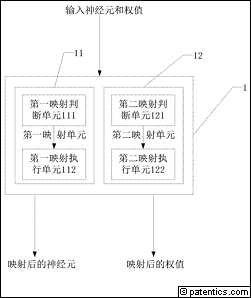 输入神经元和权值
11
12
第一映射判
断单元111
第二映射判
断单元121
1
第一映 射单元
第二映 射单元
第一映射执
行单元112
第二映射执
行单元122
映射后的神经元
映射后的权值
© patentics.com